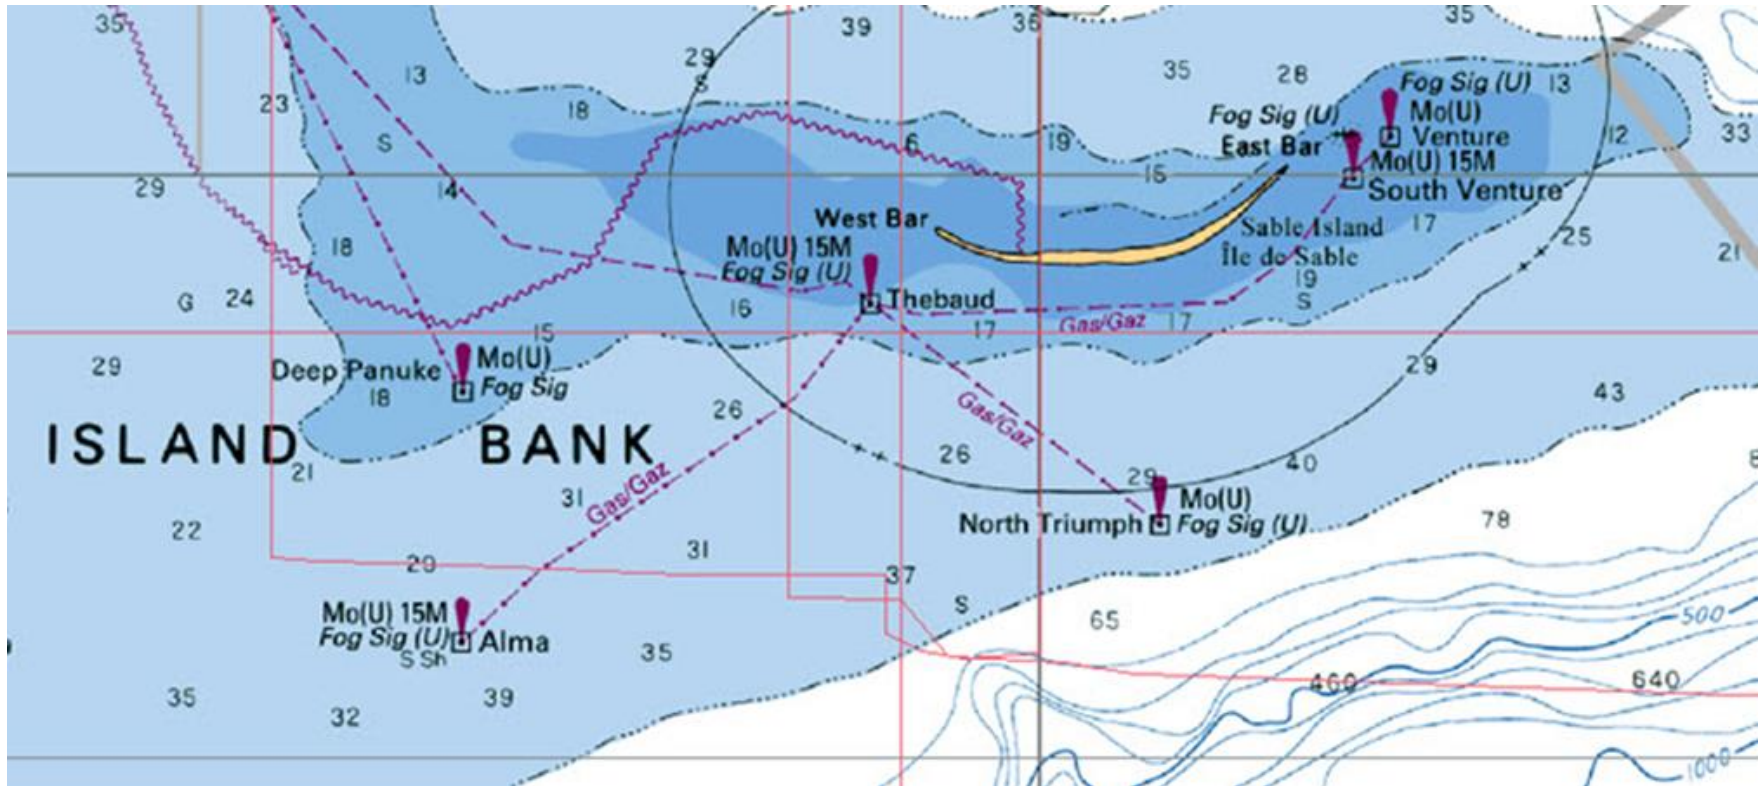 35
39
36
35
29
S
13
35
28
Fog Sig (U)
13
23
18
Fog Sig (U)
Mo(U)
Venture
12
33
S
6
19
East Bar
Mo(U) 15M
South Venture
29
14
16
West Bar
Sable Island
Île de Sable
17
25
21
18
Mo(U) 15M
Fog Sig (U)
19
S
G
24
16
Thebaud
17
Gas/Gaz
17
15
29
Deep Panuke
Mo(U)
Fog Sig
18
29
43
26
Gas/Gaz
ISLAND BANK
21
26
40
31
Gas/Gaz
29
Mo(U)
North Triumph
Fog Sig (U)
22
78
31
29
37
S
65
500
Mo(U) 15M
Fog Sig (U)
Alma
S Sh
35
35
39
32
460
640
1000